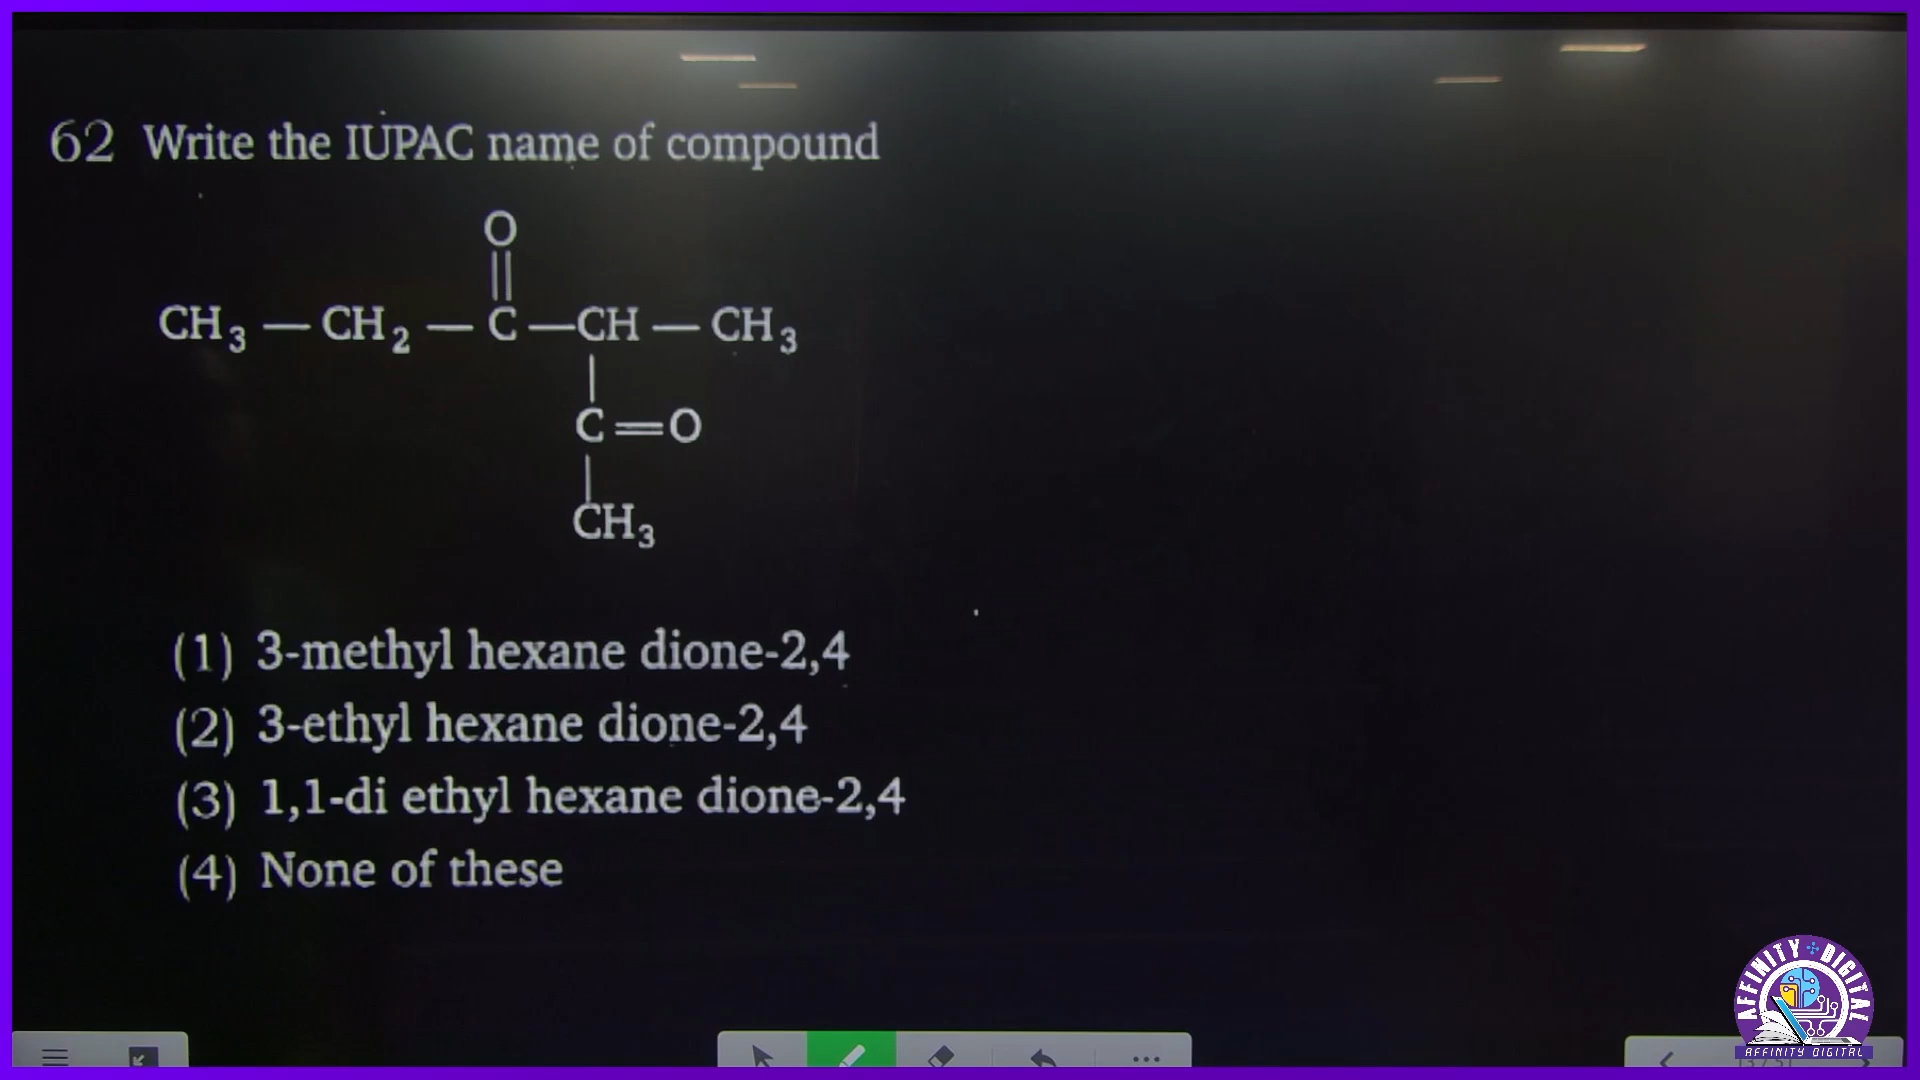 62 Write the IUPAC name of compound
O
CH3 — CH2 — C — CH — CH3
C = O
CH3
(1) 3-methyl hexane dione-2,4
(2) 3-ethyl hexane dione-2,4
(3) 1,1-di ethyl hexane dione-2,4
(4) None of these
AFFINITY DIGITAL
AFFINITY DIGITAL